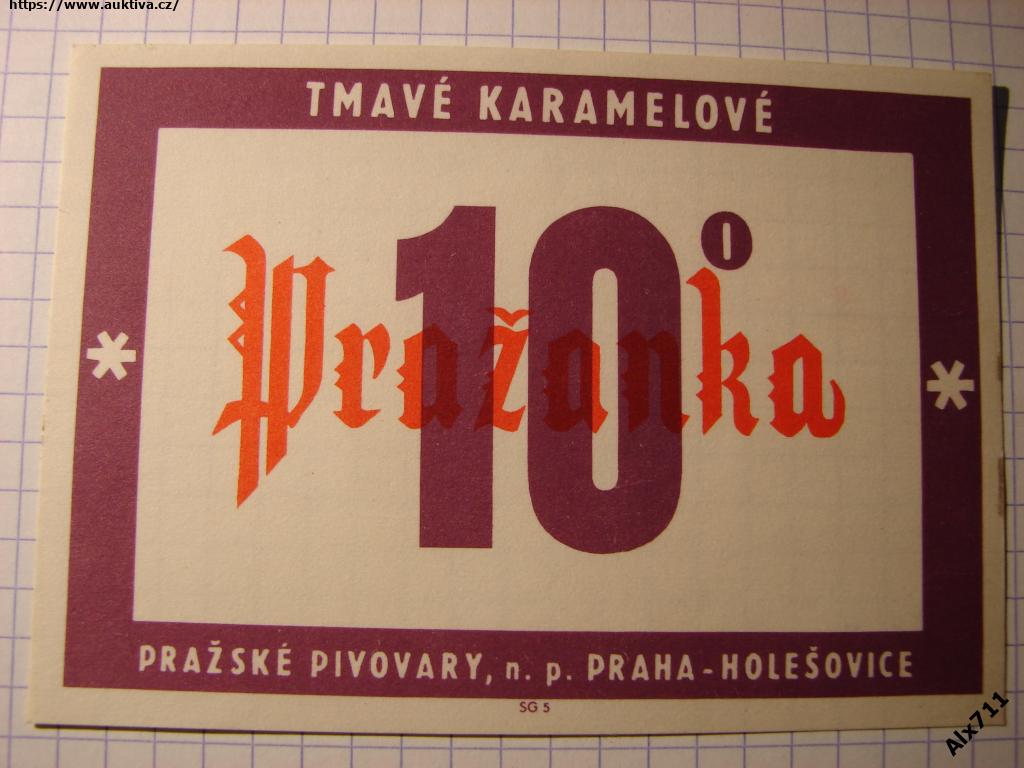 https://www.auktiva.cz/
TMAVÉ KARAMELOVÉ
10°
Pražanka
* *
PRAŽSKÉ PIVOVARY, n. p. PRAHA-HOLEŠOVICE
SG 5
Alx711